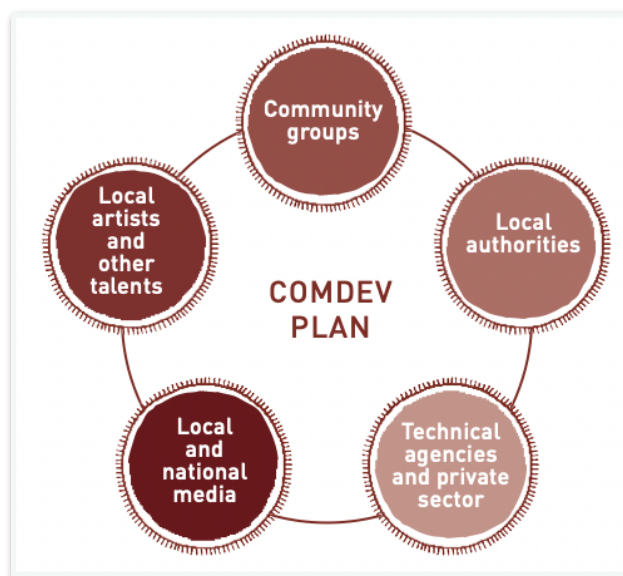 Community
groups
Local
authorities
Technical
agencies
and private
sector
Local
and
national
media
Local
artists
and
other
talents
COMDEV
PLAN